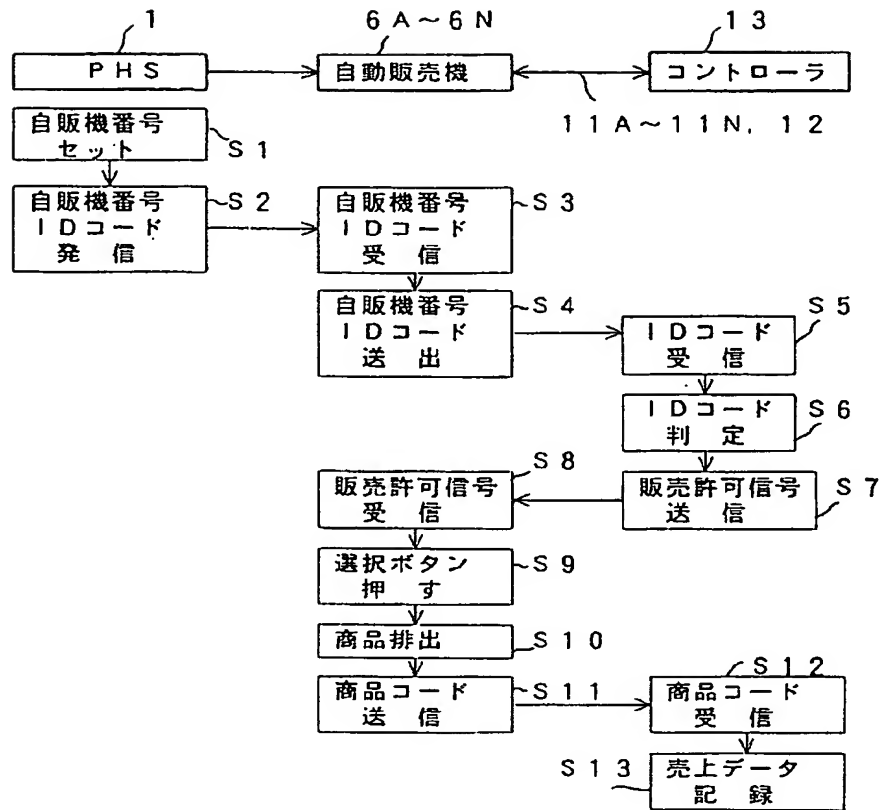 1
6A~6N
13
PHS
自動販売機
コントローラ
11A~11N, 12
自販機番号
セット
S1
自販機番号
IDコード
発信
S2
自販機番号
IDコード
受信
S3
自販機番号
IDコード
送出
S4
IDコード
受信
S5
IDコード
判定
S6
販売許可信号
送信
S7
販売許可信号
受信
S8
選択ボタン
押す
S9
商品排出
S10
商品コード
送信
S11
商品コード
受信
S12
売上データ
記録
S13